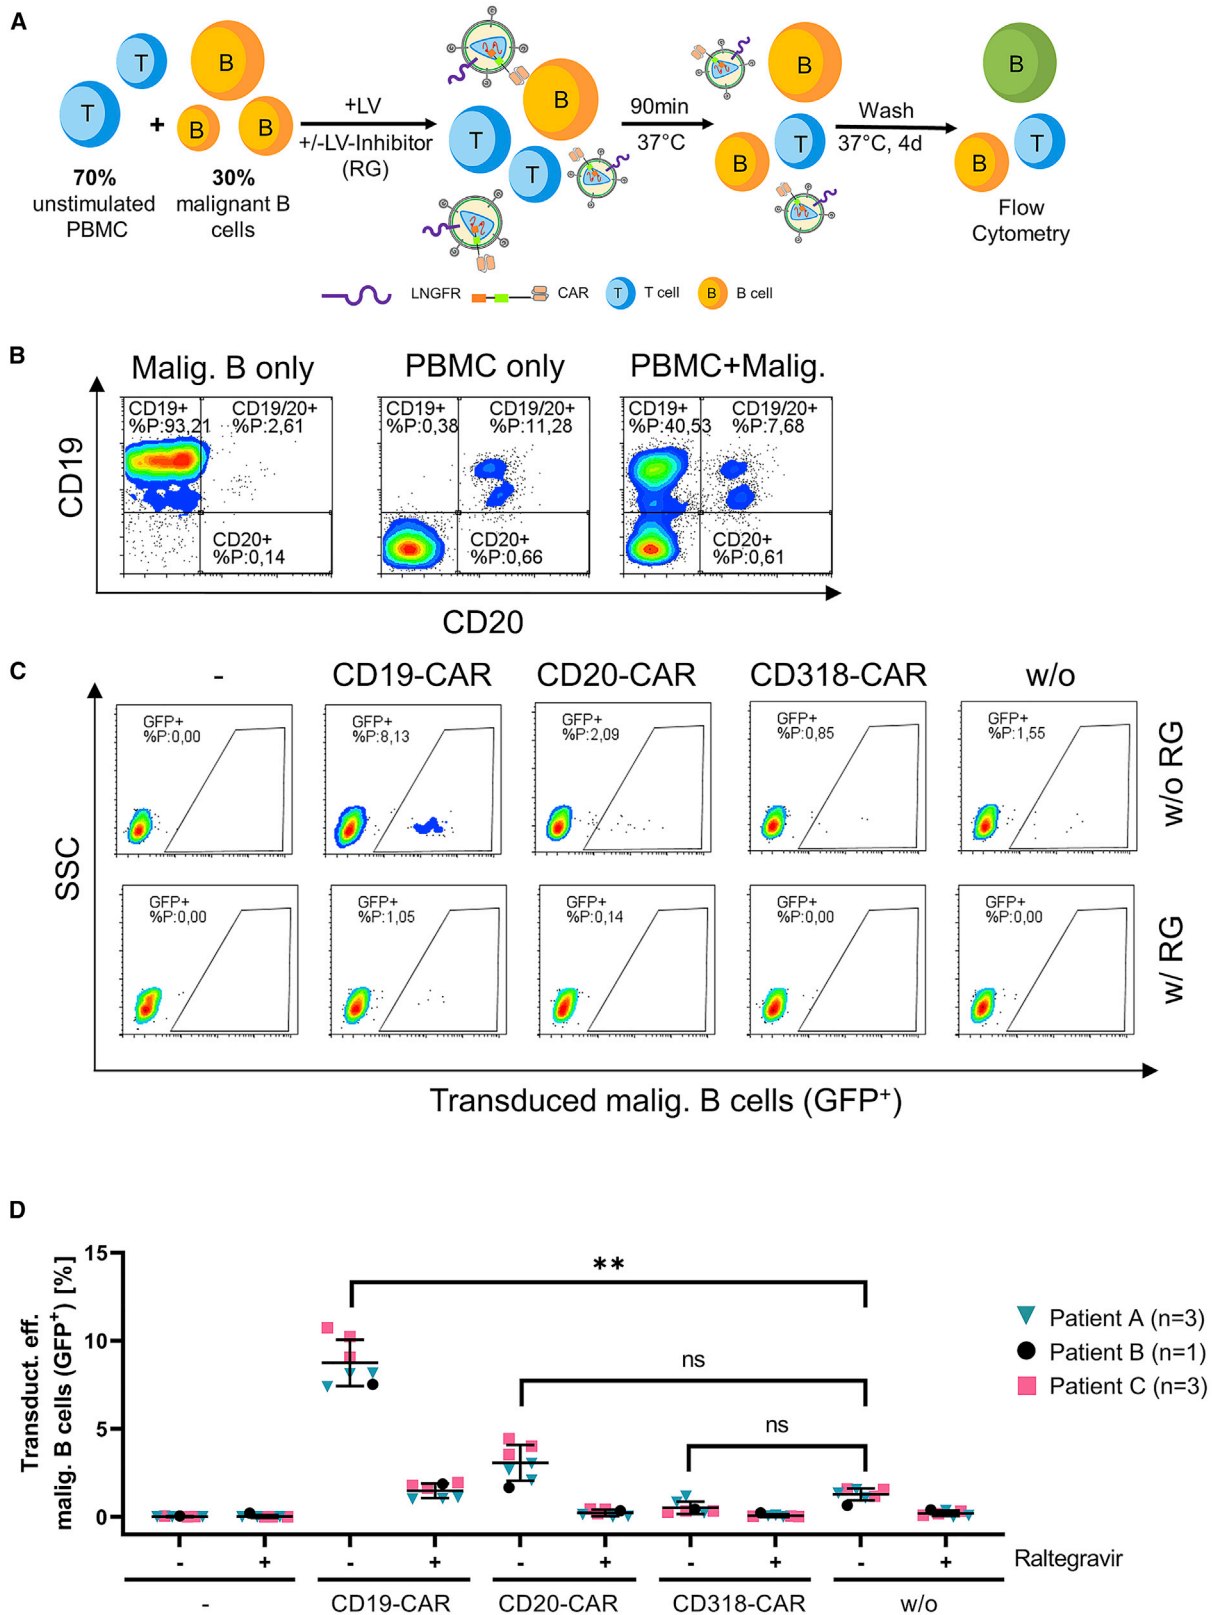 A
T
T
B
B
B
+
70%
unstimulated
PBMC
30%
malignant B
cells
+LV
+/-LV-Inhibitor
(RG)
T
T
B
90min
37°C
B
B
T
Wash
37°C, 4d
B
B
T
Flow
Cytometry
LNGFR
CAR
T
T cell
B
B cell
B
Malig. B only
PBMC only
PBMC+Malig.
CD19
CD19+
%P:93,21
CD19/20+
%P:2,61
CD20+
%P:0,14
CD19+
%P:0,38
CD19/20+
%P:11,28
CD20+
%P:0,66
CD19+
%P:40,53
CD19/20+
%P:7,68
CD20+
%P:0,61
CD20
C
-
CD19-CAR
CD20-CAR
CD318-CAR
w/o
SSC
GFP+
%P:0,00
GFP+
%P:8,13
GFP+
%P:2,09
GFP+
%P:0,85
GFP+
%P:1,55
w/o RG
GFP+
%P:0,00
GFP+
%P:1,05
GFP+
%P:0,14
GFP+
%P:0,00
GFP+
%P:0,00
w/ RG
Transduced malig. B cells (GFP⁺)
D
Transduct. eff.
malig. B cells (GFP⁺) [%]
15
10
5
0
**
ns
ns
Patient A (n=3)
Patient B (n=1)
Patient C (n=3)
- + - + - + - + - + Raltegravir
- CD19-CAR CD20-CAR CD318-CAR w/o